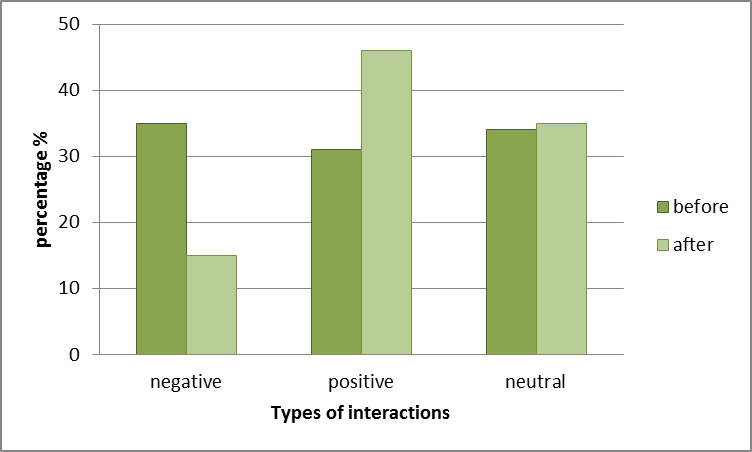 50
40
30
20
10
0
percentage %
negative
positive
neutral
Types of interactions
before
after